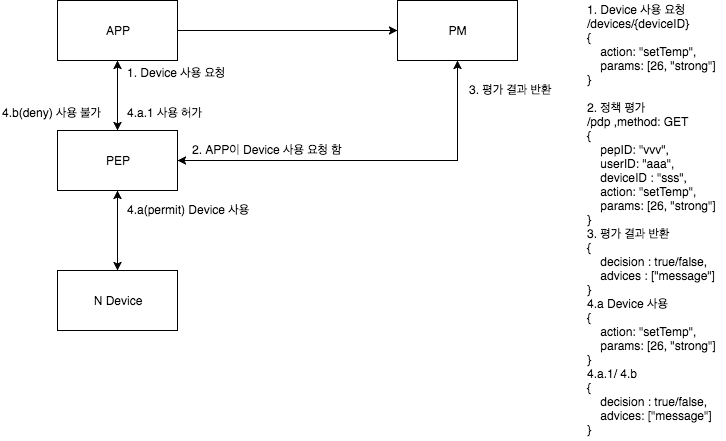 APP
PM
1. Device 사용 요청
3. 평가 결과 반환
4.b(deny) 사용 불가
4.a.1 사용 허가
PEP
2. APP이 Device 사용 요청 함
4.a(permit) Device 사용
N Device
1. Device 사용 요청
/devices/{deviceID}
{
action: "setTemp",
params: [26, "strong"]
}
2. 정책 평가
/pdp ,method: GET
{
pepID: "vvv",
userID: "aaa",
deviceID : "sss",
action: "setTemp",
params: [26, "strong"]
}
3. 평가 결과 반환
{
decision : true/false,
advices : ["message"]
}
4.a Device 사용
{
action: "setTemp",
params: [26, "strong"]
}
4.a.1/ 4.b
{
decision : true/false,
advices: ["message"]
}